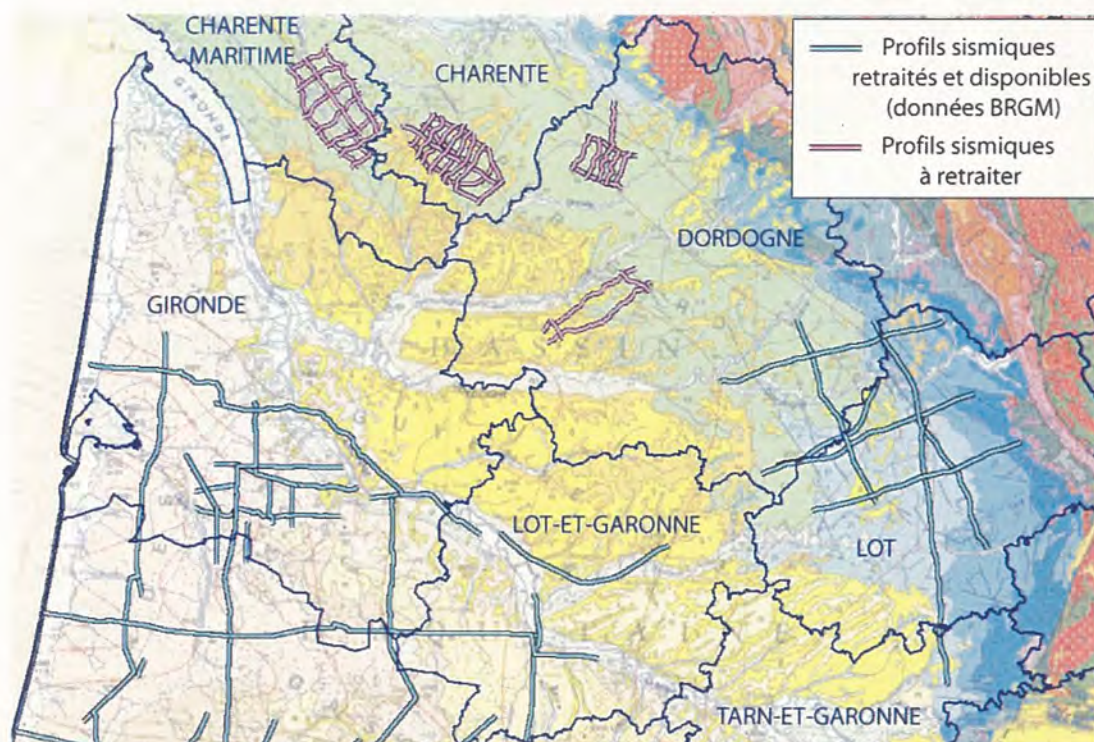 CHARENTE
MARITIME
CHARENTE
GIRONDE
DORDOGNE
GIRONDE
BASSIN
LOT-ET-GARONNE
LOT
TARN-ET-GARONNE
Profils sismiques
retraités et disponibles
(données BRGM)
Profils sismiques
à retraiter